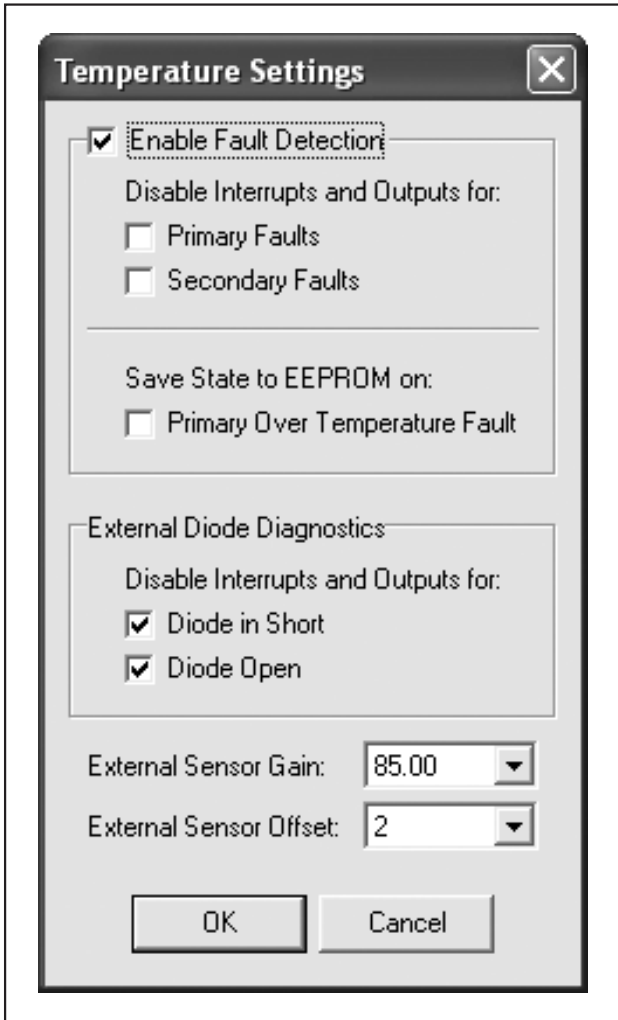 Temperature Settings
Enable Fault Detection
Disable Interrupts and Outputs for:
Primary Faults
Secondary Faults
Save State to EEPROM on:
Primary Over Temperature Fault
External Diode Diagnostics
Disable Interrupts and Outputs for:
Diode in Short
Diode Open
External Sensor Gain: 85.00
External Sensor Offset: 2
OK Cancel